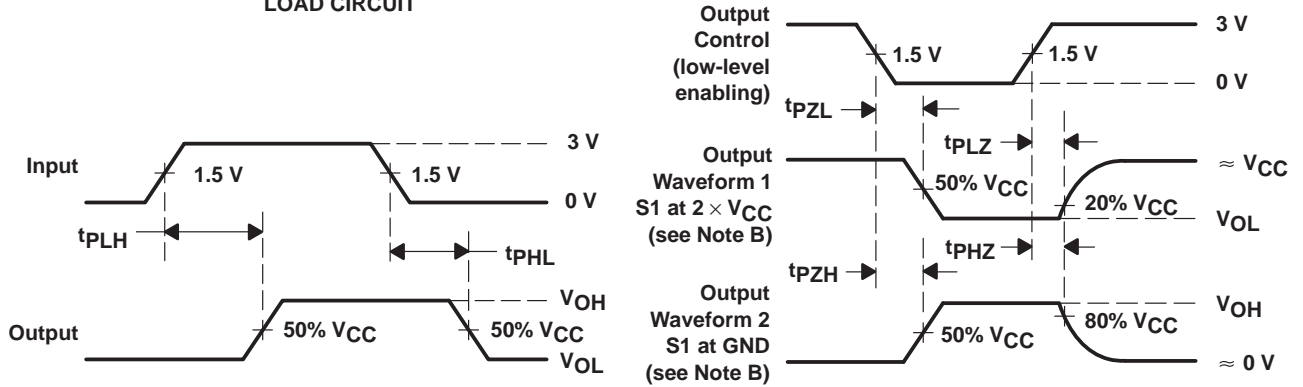 LOAD CIRCUIT
Input
1.5 V
1.5 V
3 V
0 V
tPLH
tPHL
Output
50% VCC
50% VCC
VOH
VOL
Output
Control
(low-level
enabling)
1.5 V
1.5 V
3 V
0 V
tPZL
tPLZ
Output
Waveform 1
S1 at 2 × VCC
(see Note B)
50% VCC
20% VCC
≈ VCC
VOL
tPZH
tPHZ
Output
Waveform 2
S1 at GND
(see Note B)
50% VCC
80% VCC
VOH
≈ 0 V